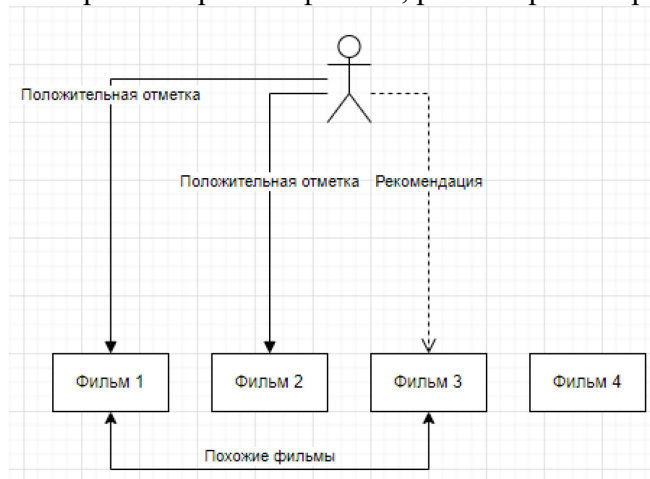 Положительная отметка
Положительная отметка
Рекомендация
Фильм 1
Фильм 2
Фильм 3
Фильм 4
Похожие фильмы